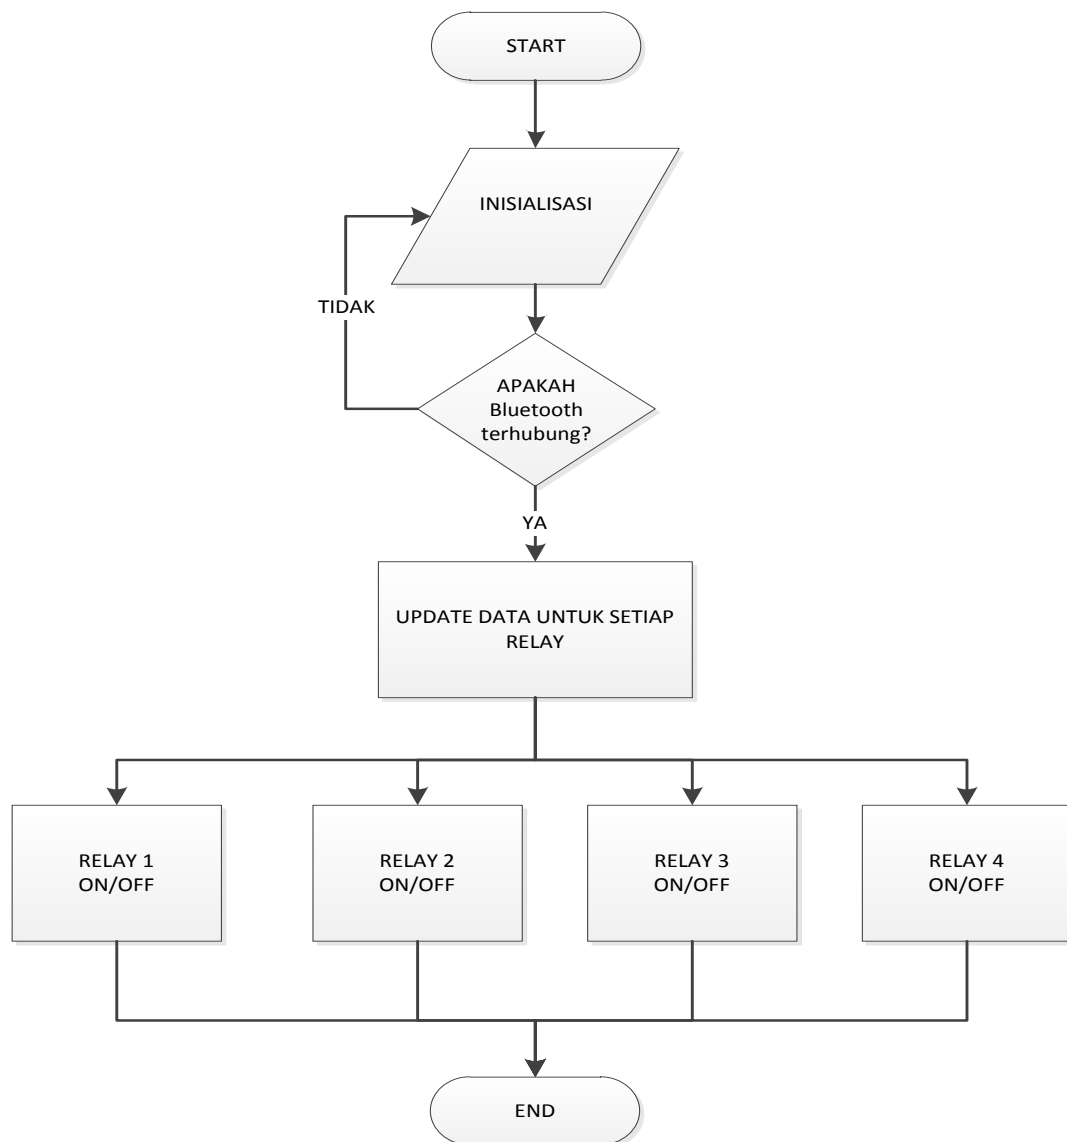 START
INISIALISASI
TIDAK
APAKAH
Bluetooth
terhubung?
YA
UPDATE DATA UNTUK SETIAP
RELAY
RELAY 1
ON/OFF
RELAY 2
ON/OFF
RELAY 3
ON/OFF
RELAY 4
ON/OFF
END